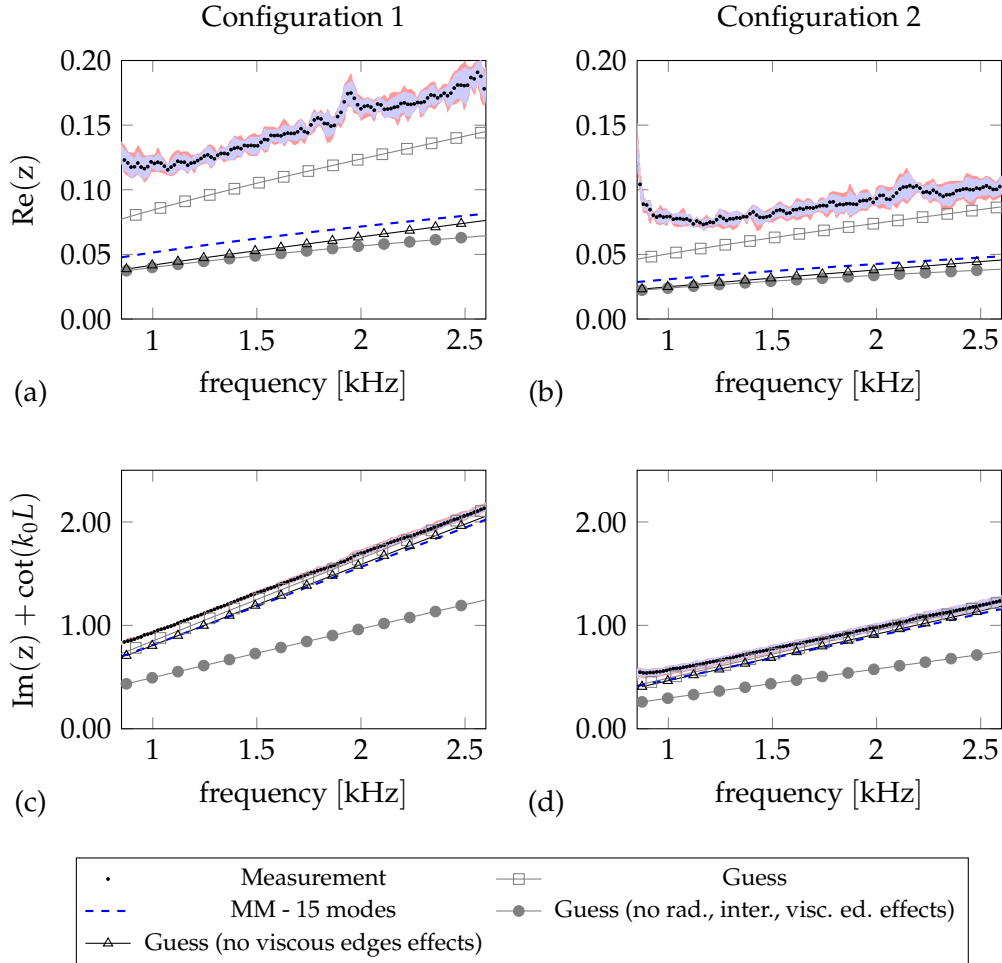 Configuration 1
Configuration 2
Re(z)
0.20
0.15
0.10
0.05
0.00
1
1.5
2
2.5
frequency [kHz]
(a)
0.20
0.15
0.10
0.05
0.00
1
1.5
2
2.5
frequency [kHz]
(b)
Im(z) + cot(k₀L)
2.00
1.00
0.00
1
1.5
2
2.5
frequency [kHz]
(c)
2.00
1.00
0.00
1
1.5
2
2.5
frequency [kHz]
(d)
Measurement
Guess
MM - 15 modes
Guess (no rad., inter., visc. ed. effects)
Guess (no viscous edges effects)